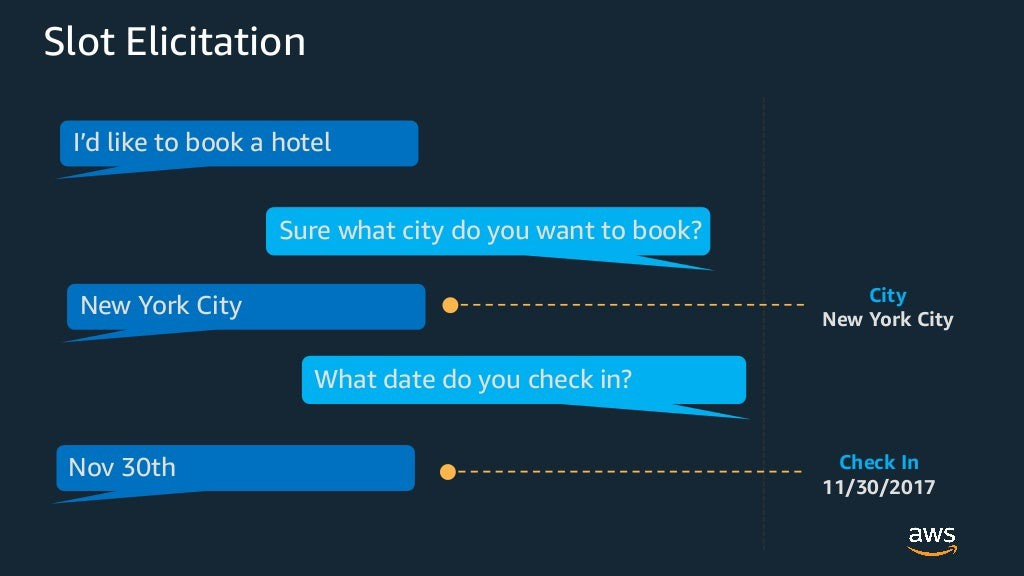 Slot Elicitation
I’d like to book a hotel
Sure what city do you want to book?
New York City
City
New York City
What date do you check in?
Nov 30th
Check In
11/30/2017
aws